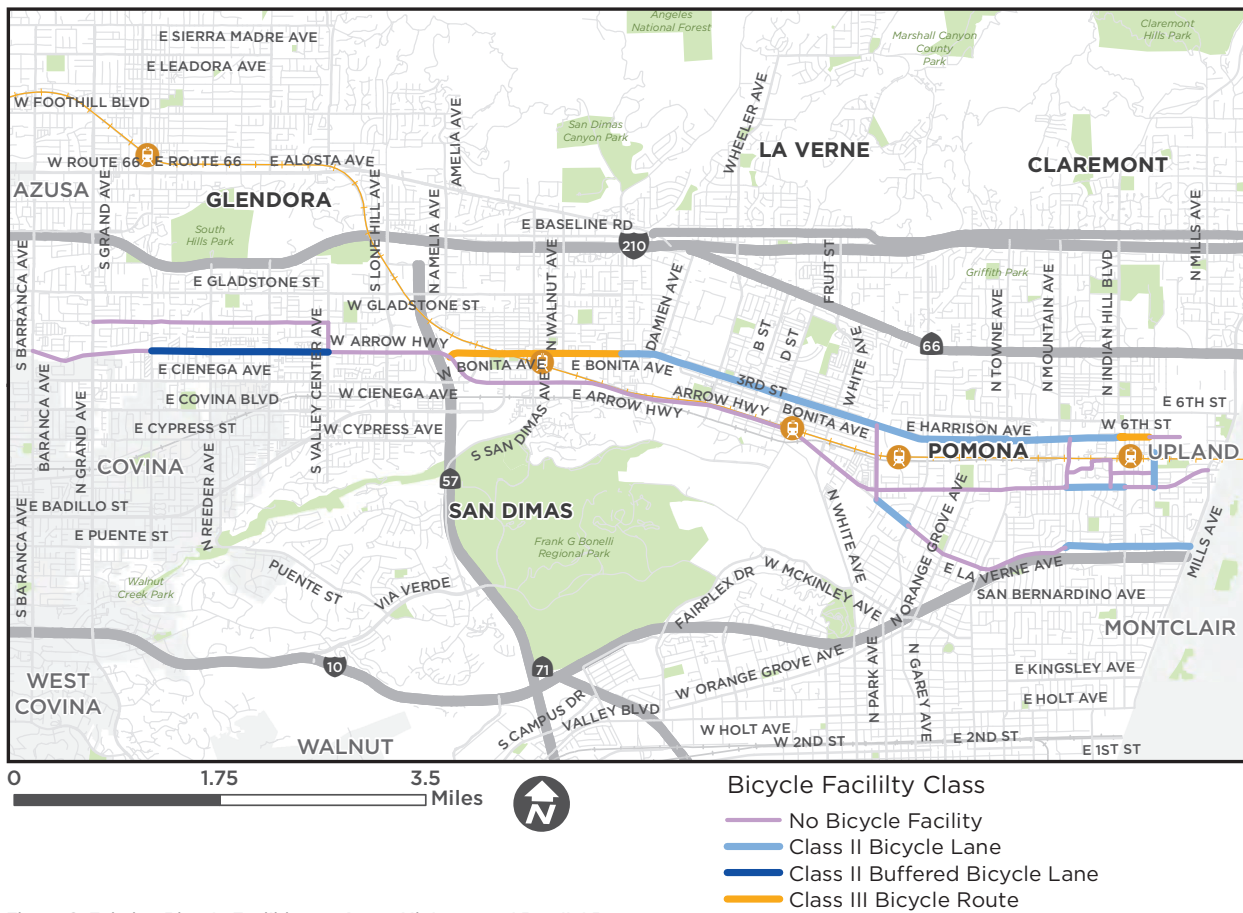 E SIERRA MADRE AVE
E LEADORA AVE
W FOOTHILL BLVD
W ROUTE 66
E ROUTE 66
E ALOSTA AVE
AZUSA
GLENDORA
South
Hills Park
S GRAND AVE
S BARRANCA AVE
S LONE HILL AVE
N AMELIA AVE
AMELIA AVE
Angeles
National Forest
Marshall Canyon
County
Park
Claremont
Hills Park
San Dimas
Canyon Park
WHEELER AVE
LA VERNE
CLAREMONT
E BASELINE RD
210
N MILLS AVE
E GLADSTONE ST
W GLADSTONE ST
N WALNUT AVE
DAMIEN AVE
FRUIT ST
Griffith Park
B ST
D ST
WHITE AVE
66
N TOWNE AVE
N MOUNTAIN AVE
N INDIAN HILL BLVD
S VALLEY CENTER AVE
W ARROW HWY
W BONITA AVE
E BONITA AVE
3RD ST
E CIENEGA AVE
W CIENEGA AVE
E ARROW HWY
ARROW HWY
BONITA AVE
E COVINA BLVD
E CYPRESS ST
W CYPRESS AVE
S SAN DIMAS AVE
E HARRISON AVE
E 6TH ST
W 6TH ST
BARANCA AVE
N GRAND AVE
COVINA
POMONA
UPLAND
N REEDER AVE
57
SAN DIMAS
E BADILLO ST
E PUENTE ST
S BARANCA AVE
Frank G Bonelli
Regional Park
N WHITE AVE
N ORANGE GROVE AVE
E LA VERNE AVE
MILLS AVE
Walnut
Creek Park
PUENTE ST
VIA VERDE
FAIRPLEX DR
W MCKINLEY AVE
SAN BERNARDINO AVE
MONTCLAIR
10
71
W ORANGE GROVE AVE
N PARK AVE
N GAREY AVE
E KINGSLEY AVE
E HOLT AVE
WEST
COVINA
WALNUT
S CAMPUS DR
VALLEY BLVD
W HOLT AVE
W 2ND ST
E 2ND ST
E 1ST ST
0
1.75
3.5
Miles
N
Bicycle Facililty Class
No Bicycle Facility
Class II Bicycle Lane
Class II Buffered Bicycle Lane
Class III Bicycle Route